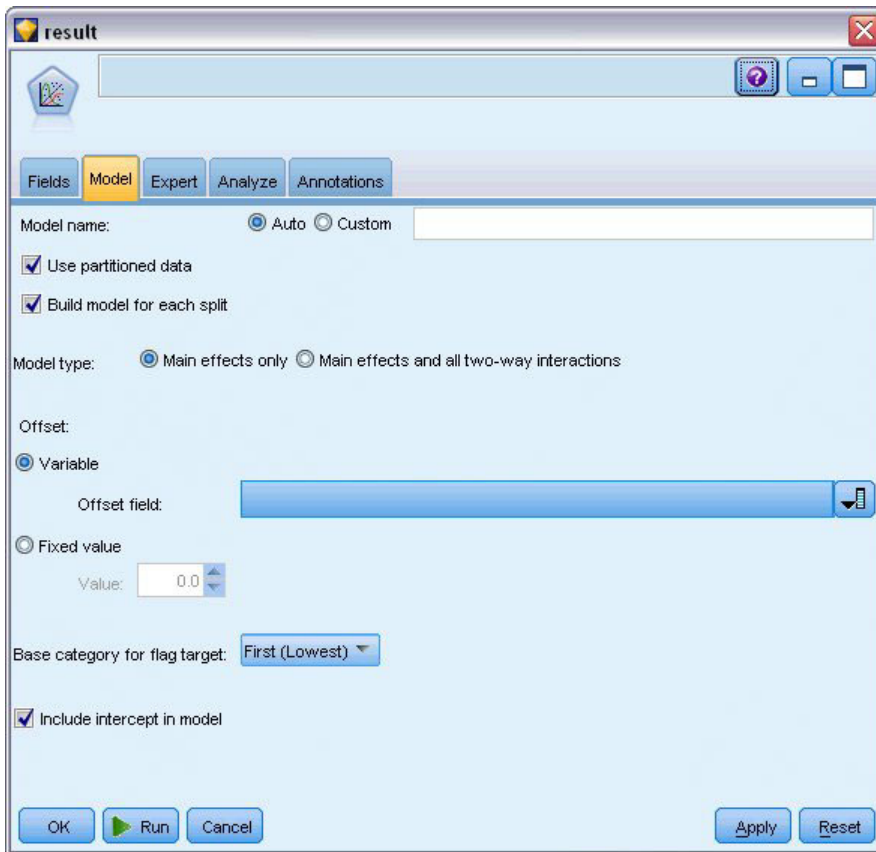 result
Fields Model Expert Analyze Annotations
Model name: Auto Custom
Use partitioned data
Build model for each split
Model type: Main effects only Main effects and all two-way interactions
Offset:
Variable
Offset field:
Fixed value
Value: 0.0
Base category for flag target: First (Lowest)
Include intercept in model
OK Run Cancel Apply Reset